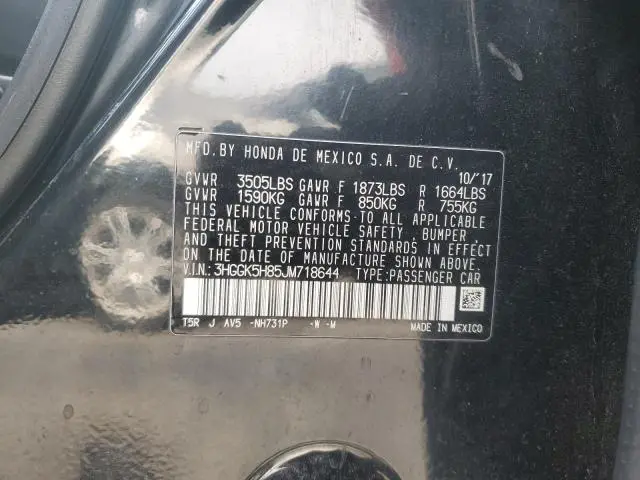 MFD.BY HONDA DE MEXICO S.A. DE C.V. 10/'17
GVWR 3505LBS GAWR F 1873LBS R 1664LBS
GVWR 1590KG GAWR F 850KG R 755KG
THIS VEHICLE CONFORMS TO ALL APPLICABLE
FEDERAL MOTOR VEHICLE SAFETY, BUMPER
AND THEFT PREVENTION STANDARDS IN EFFECT
ON THE DATE OF MANUFACTURE SHOWN ABOVE.
V.I.N.: 3HGGK5H85JM718644 TYPE:PASSENGER CAR
T5R J AV5 -NH731P -W -M MADE IN MEXICO